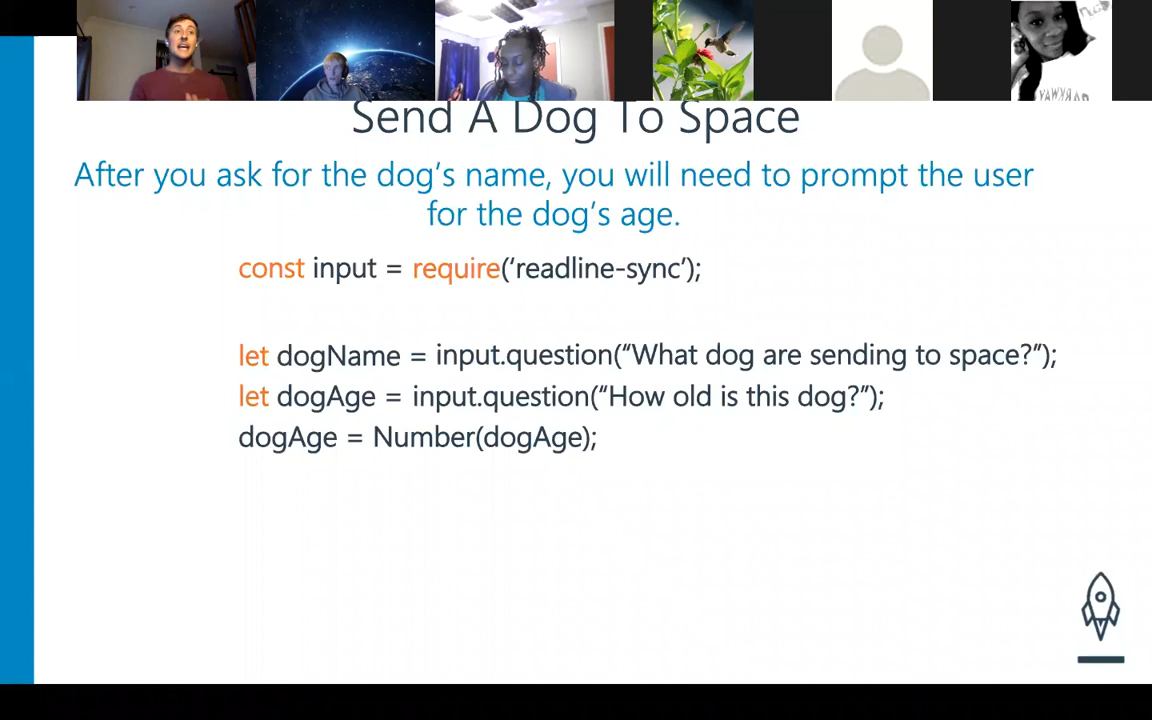 Send A Dog To Space
After you ask for the dog's name, you will need to prompt the user
for the dog's age.
const input = require(‘readline-sync’);
let dogName = input.question(“What dog are sending to space?”);
let dogAge = input.question(“How old is this dog?”);
dogAge = Number(dogAge);